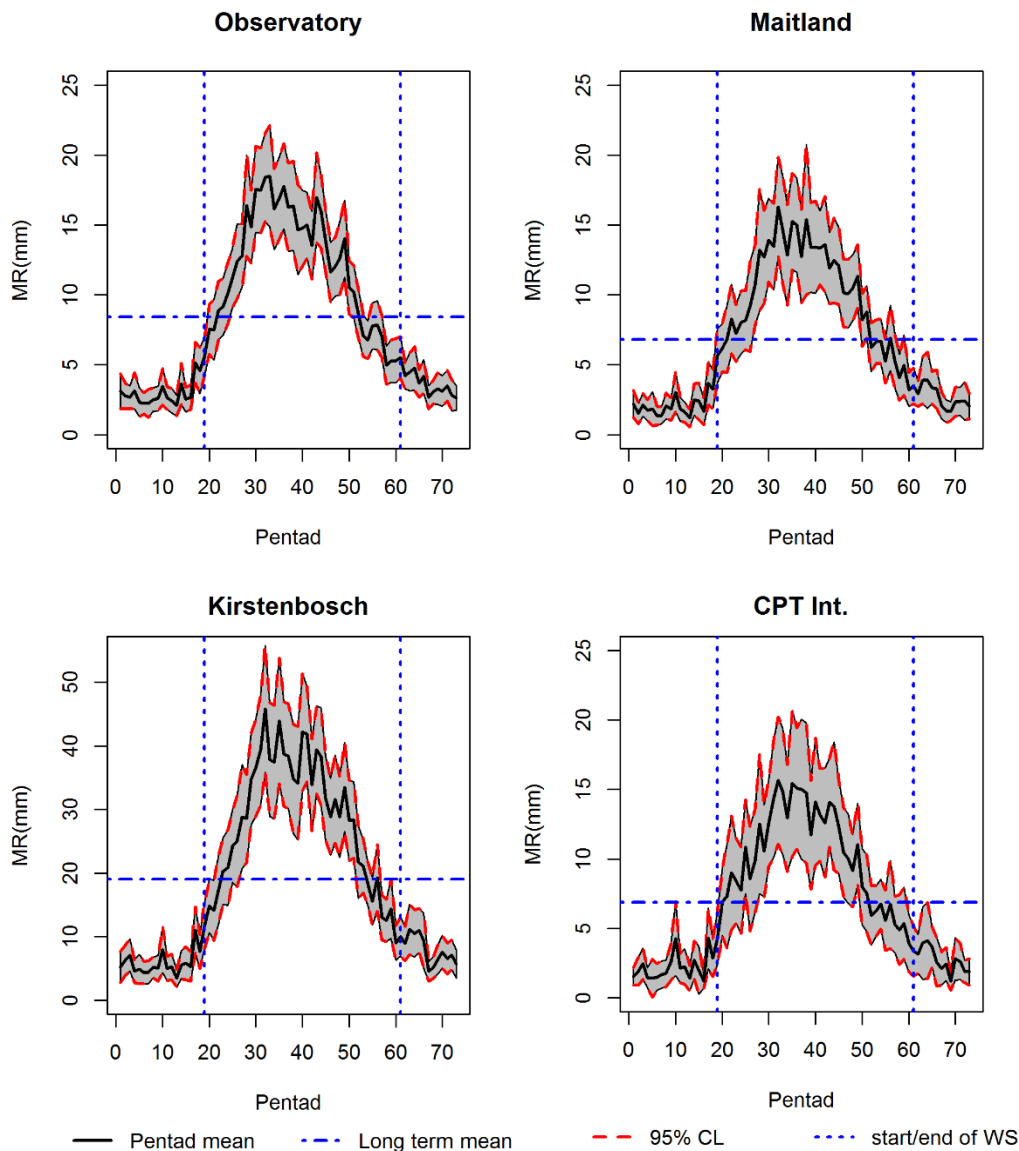 Observatory
25
20
15
10
5
0
MR(mm)
0 10 20 30 40 50 60 70
Pentad
Maitland
25
20
15
10
5
0
MR(mm)
0 10 20 30 40 50 60 70
Pentad
Kirstenbosch
50
40
30
20
10
0
MR(mm)
0 10 20 30 40 50 60 70
Pentad
CPT Int.
25
20
15
10
5
0
MR(mm)
0 10 20 30 40 50 60 70
Pentad
Pentad mean
Long term mean
95% CL
start/end of WS